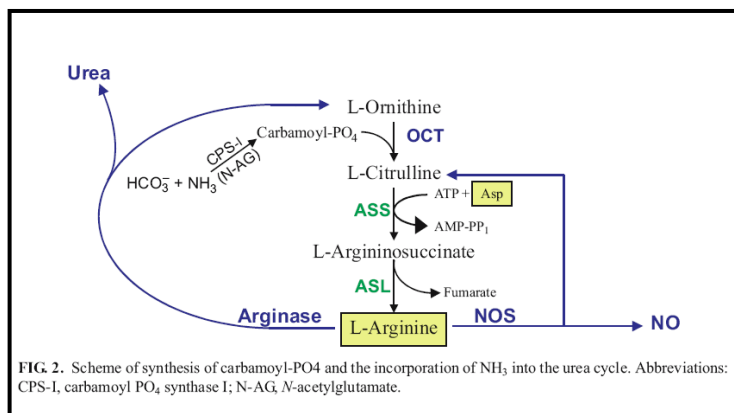 Urea
L-Ornithine
Carbamoyl-PO₄
OCT
CPS-I
HCO₃⁻ + NH₃
(N-AG)
L-Citrulline
ATP + Asp
ASS
AMP-PP₁
L-Argininosuccinate
ASL
Fumarate
Arginase
L-Arginine
NOS
NO
FIG. 2. Scheme of synthesis of carbamoyl-PO4 and the incorporation of NH₃ into the urea cycle. Abbreviations:
CPS-I, carbamoyl PO₄ synthase I; N-AG, N-acetylglutamate.